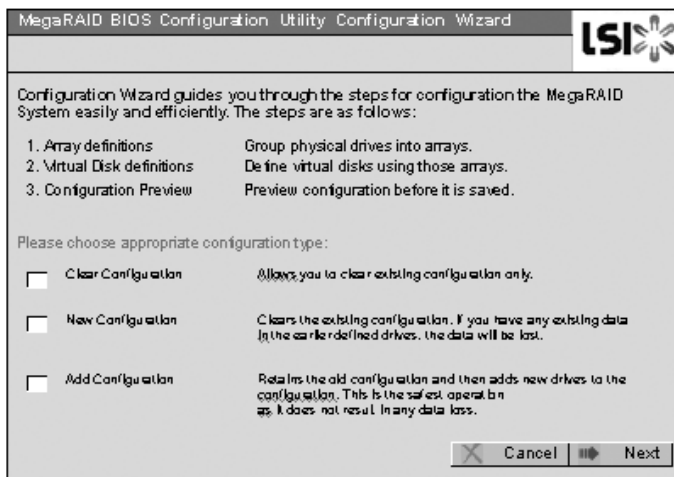 MegaRAID BIOS Configuration Utility Configuration Wizard
LSI
Configuration Wizard guides you through the steps for configuration the MegaRAID
System easily and efficiently. The steps are as follows:
1. Array definitions Group physical drives into arrays.
2. Virtual Disk definitions Define virtual disks using those arrays.
3. Configuration Preview Preview configuration before it is saved.
Please choose appropriate configuration type:
Clear Configuration Allows you to clear existing configuration only.
New Configuration Clears the existing configuration. If you have any existing data
in the earlier defined drives, the data will be lost.
Add Configuration Retains the old configuration and then adds new drives to the
configuration. This is the safest operation
as it does not result in any data loss.
Cancel Next